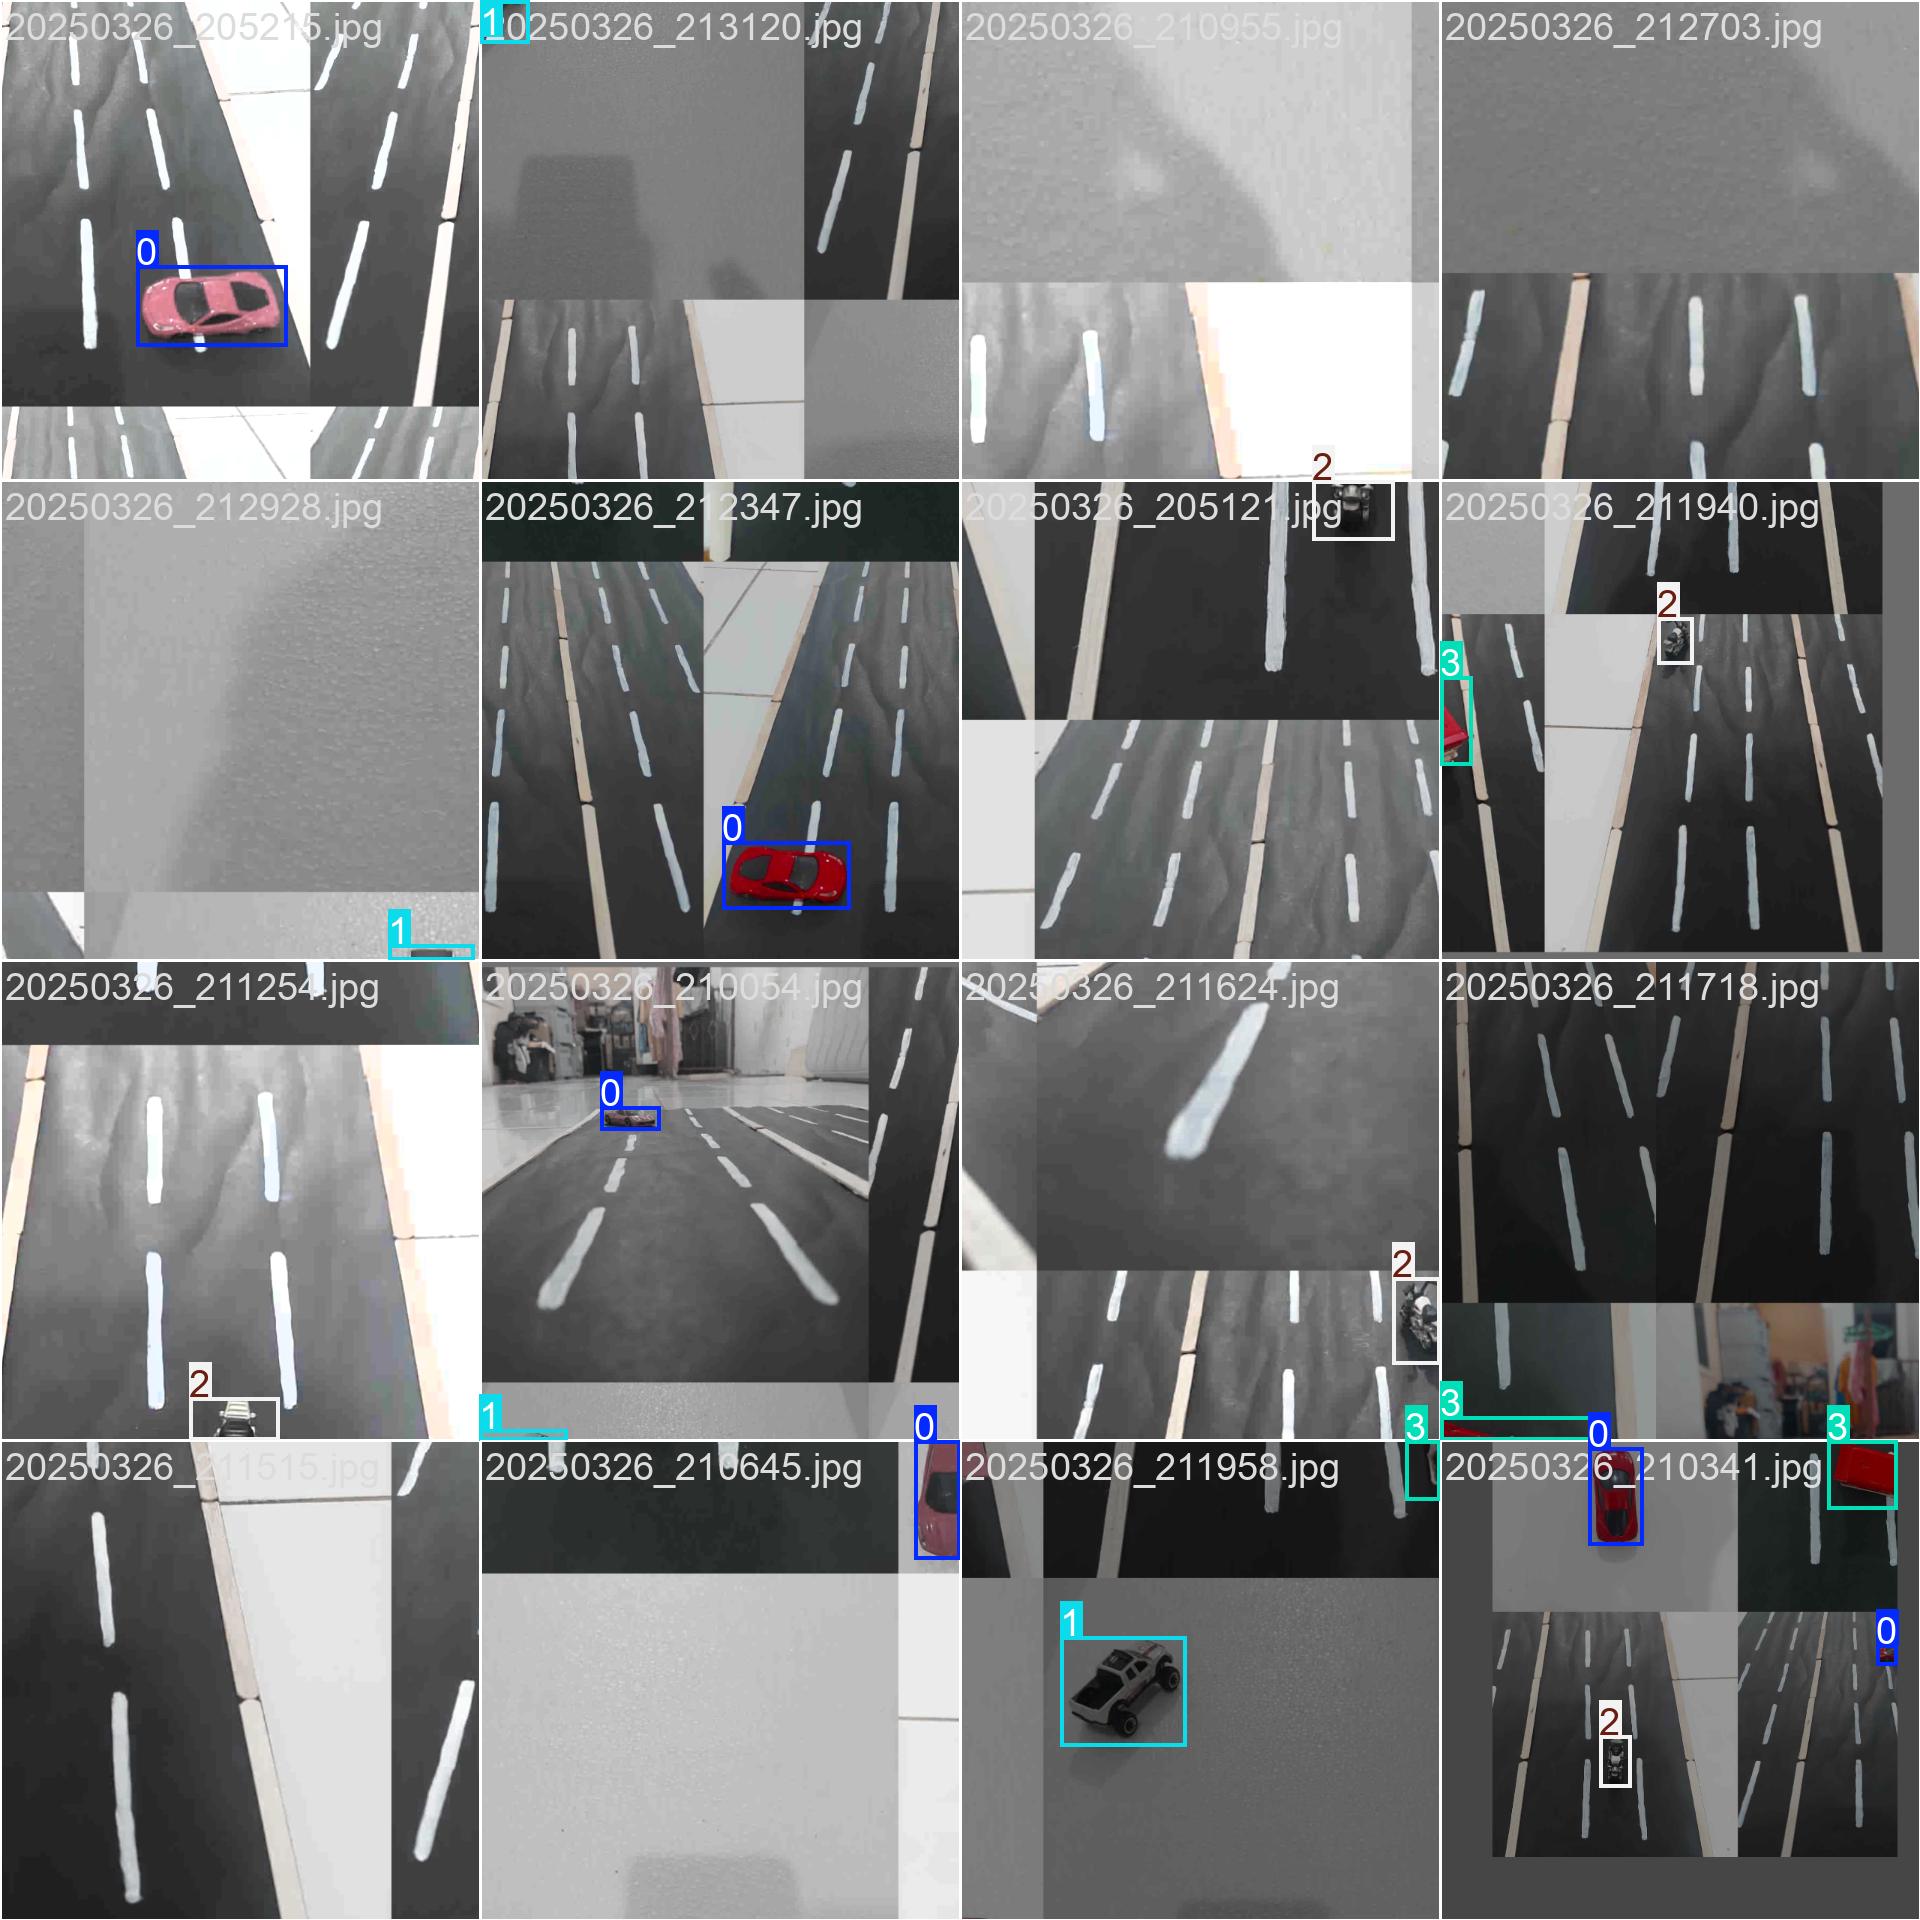 20250326_205215.jpg
1
20250326_213120.jpg
20250326_210955.jpg
20250326_212703.jpg
0
2
20250326_212928.jpg
20250326_212347.jpg
20250326_205121.jpg
20250326_211940.jpg
2
3
0
1
20250326_211254.jpg
20250326_210054.jpg
20250326_211624.jpg
20250326_211718.jpg
0
2
2
1
0
3
3
0
3
20250326_211515.jpg
20250326_210645.jpg
20250326_211958.jpg
20250326_210341.jpg
1
0
2